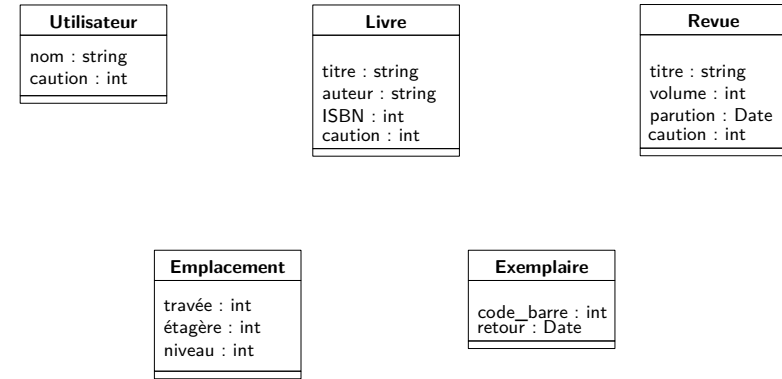 Utilisateur
nom : string
caution : int
Livre
titre : string
auteur : string
ISBN : int
caution : int
Revue
titre : string
volume : int
parution : Date
caution : int
Emplacement
travée : int
étagère : int
niveau : int
Exemplaire
code_barre : int
retour : Date